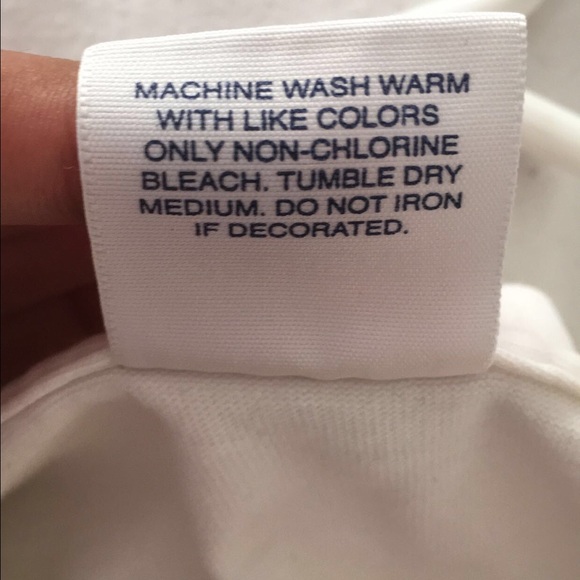 MACHINE WASH WARM
WITH LIKE COLORS
ONLY NON-CHLORINE
BLEACH. TUMBLE DRY
MEDIUM. DO NOT IRON
IF DECORATED.